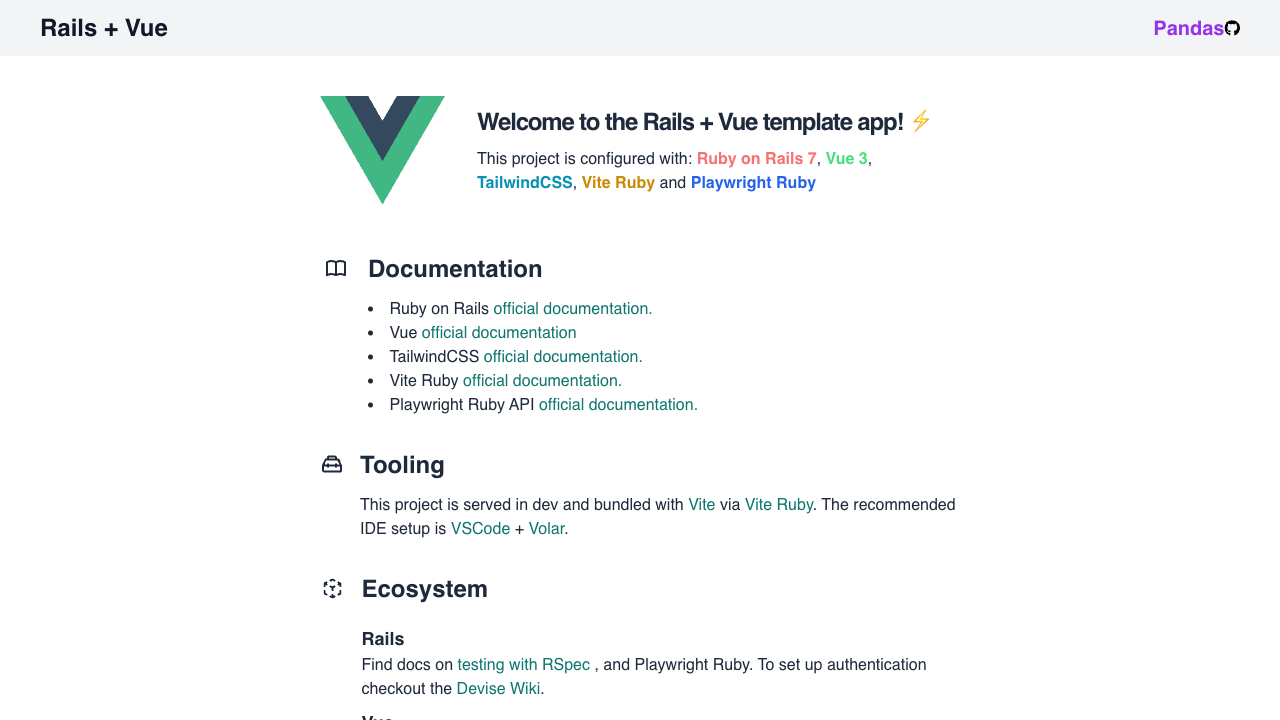 Rails + Vue
Pandas
Welcome to the Rails + Vue template app! ⚡
This project is configured with: Ruby on Rails 7, Vue 3,
TailwindCSS, Vite Ruby and Playwright Ruby
Documentation
• Ruby on Rails official documentation.
• Vue official documentation
• TailwindCSS official documentation.
• Vite Ruby official documentation.
• Playwright Ruby API official documentation.
Tooling
This project is served in dev and bundled with Vite via Vite Ruby. The recommended
IDE setup is VSCode + Volar.
Ecosystem
Rails
Find docs on testing with RSpec , and Playwright Ruby. To set up authentication
checkout the Devise Wiki.
Vue